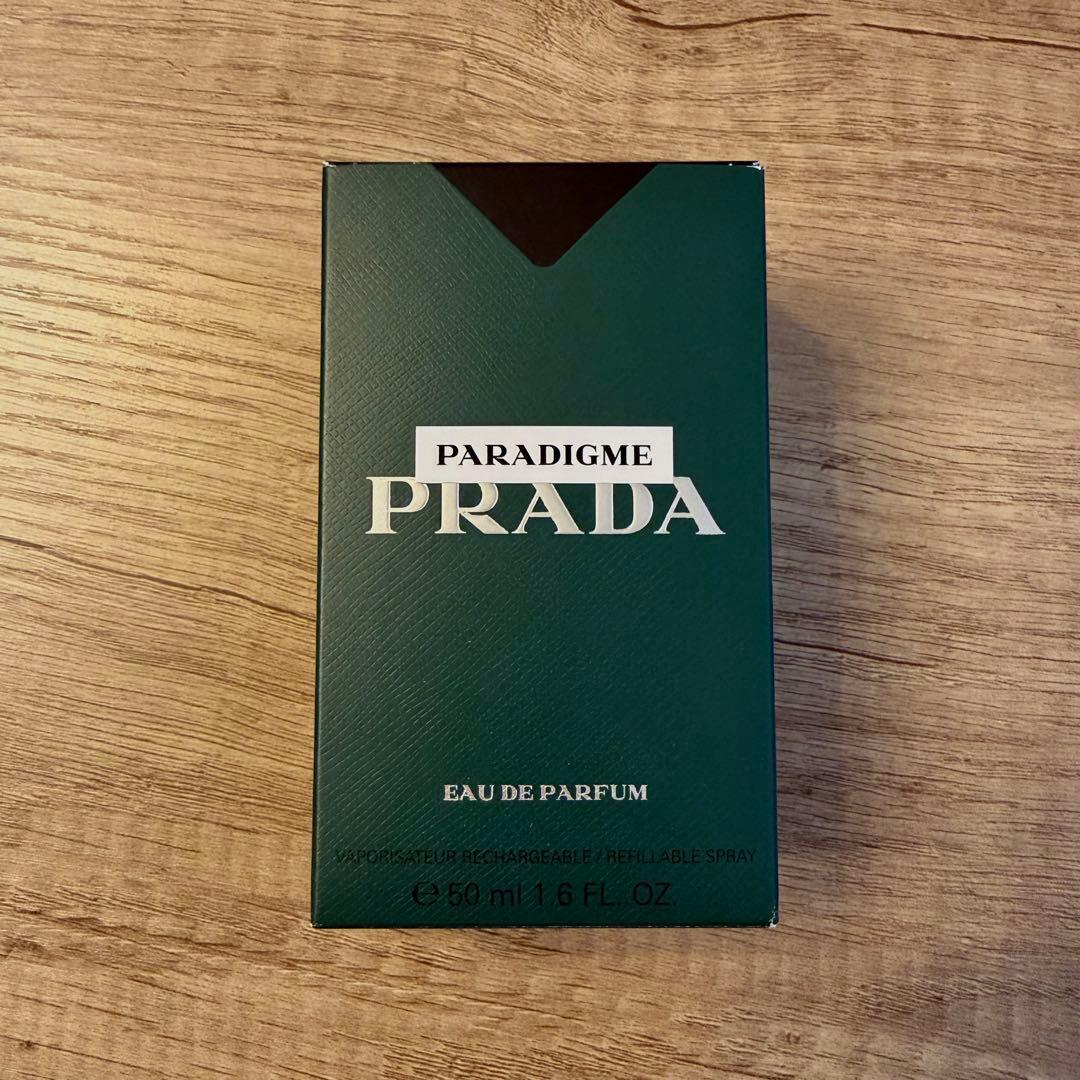 PARADIGME
PRADA
EAU DE PARFUM
VAPORISATEUR RECHARGEABLE / REFILLABLE SPRAY
℮ 50 ml 1.6 FL. OZ.